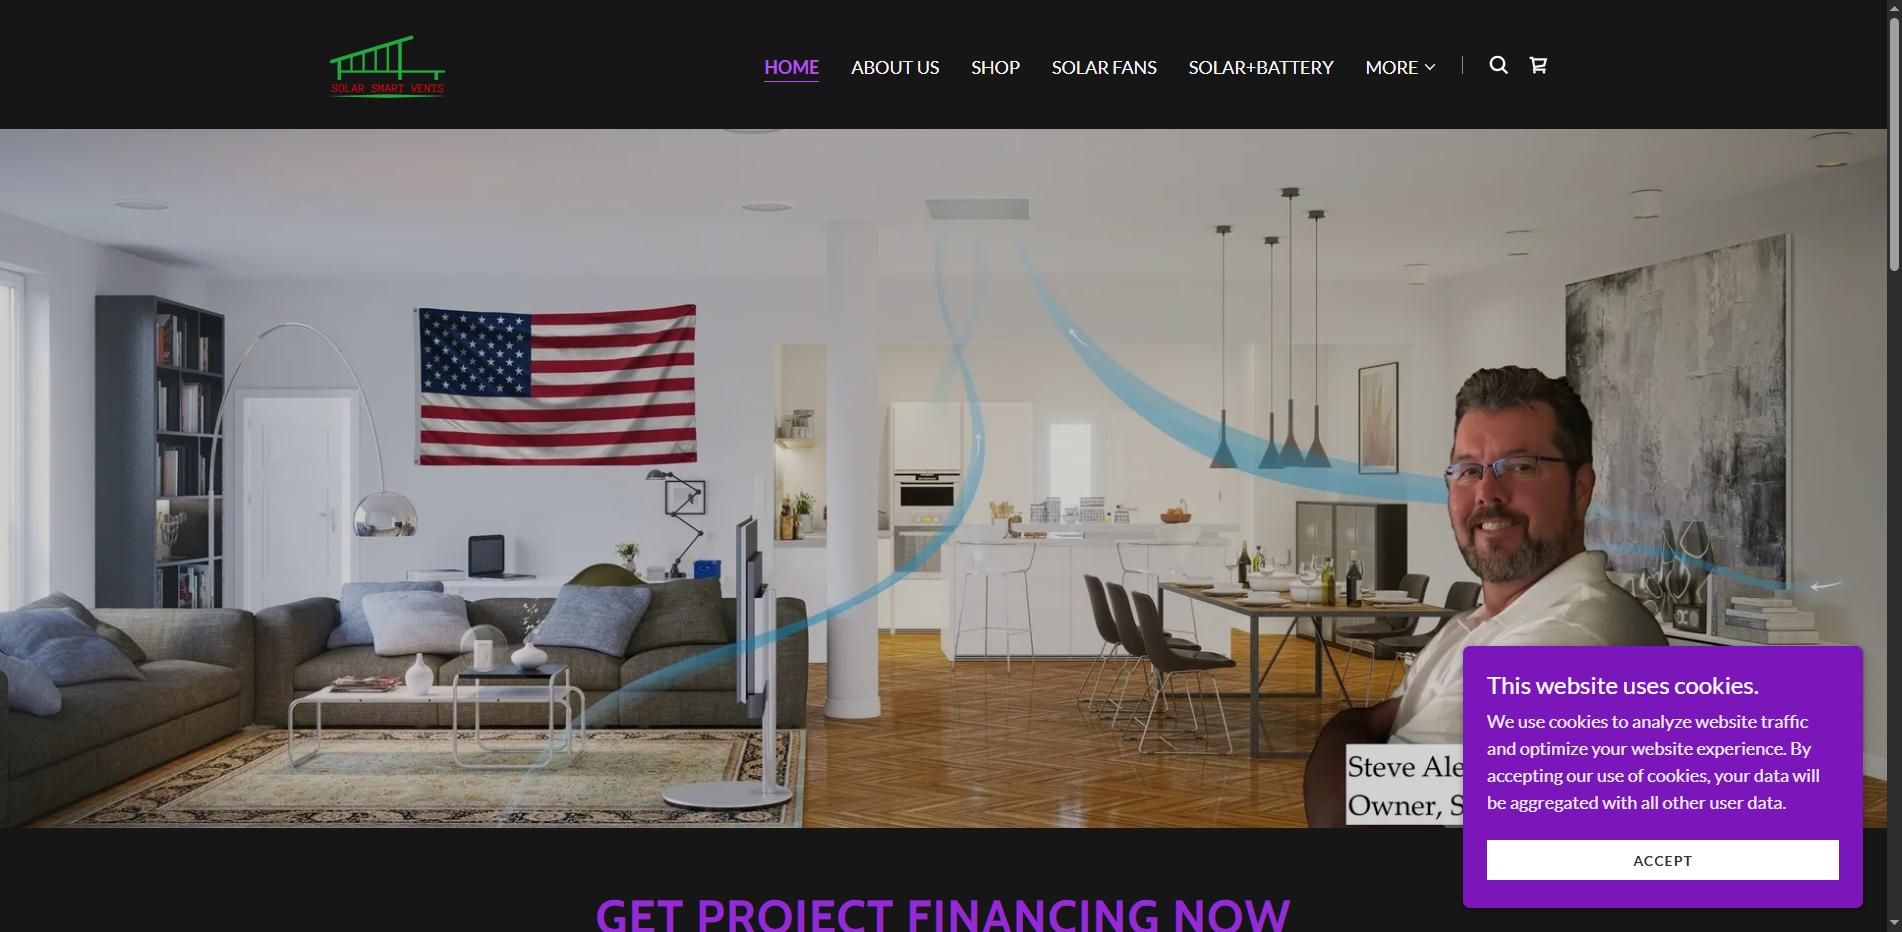 SOLAR SMART VENTS
HOME ABOUT US SHOP SOLAR FANS SOLAR+BATTERY MORE
Steve Ale
Owner, S
This website uses cookies.
We use cookies to analyze website traffic
and optimize your website experience. By
accepting our use of cookies, your data will
be aggregated with all other user data.
ACCEPT
GET PROJECT FINANCING NOW